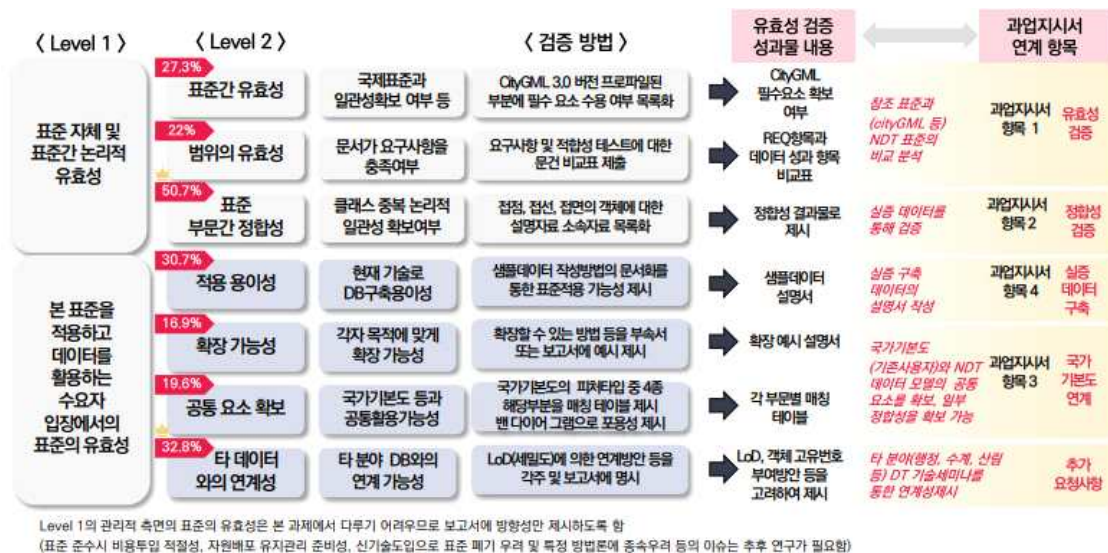 〈 Level 1 〉
〈 Level 2 〉
〈 검증 방법 〉
유효성 검증
성과물 내용
과업지시서
연계 항목
표준 자체 및
표준간 논리적
유효성
27,3%
표준간 유효성
국제표준과
일관성확보 여부 등
CityGML 3.0 버전 프로파일된
부분에 필수 요소 수용 여부 목록화
CityGML
필수요소 확보
여부
참조 표준과
(cityGML 등)
NDT 표준의
비교 분석
과업지시서
항목 1
유효성
검증
22%
범위의 유효성
문서가 요구사항을
충족여부
요구사항 및 적합성 테스트에 대한
문건 비교표 제출
REQ항목과
데이터 성과 항목
비교표
50.7%
표준
부문간 정합성
클래스 중복 논리적
일관성 확보여부
접점, 접선, 접면의 객체에 대한
설명자료 소속자료 목록화
정합성 결과물로
제시
실증 데이터를
통해 검증
과업지시서
항목 2
정합성
검증
본 표준을
적용하고
데이터를
활용하는
수요자
입장에서의
표준의 유효성
30.7%
적용 용이성
현재 기술로
DB구축용이성
샘플데이터 작성방법의 문서화를
통한 표준적용 가능성 제시
샘플데이터
설명서
실증 구축
데이터의
설명서 작성
과업지시서
항목 4
실증
데이터
구축
16.9%
확장 가능성
각자 목적에 맞게
확장 가능성
확장할 수 있는 방법 등을 부속서
또는 보고서에 예시 제시
확장 예시 설명서
국가기본도
(기존사용자)와 NDT
데이터 모델의 공통
요소를 확보, 일부
정합성을 확보 가능
과업지시서
항목 3
국가
기본도
연계
19.6%
공통 요소 확보
국가기본도 등과
공통활용가능성
국가기본도의 피처타입 중 4종
해당부분을 매칭 테이블 제시
밴 다이어 그램으로 포용성 제시
각 부문별 매칭
테이블
32.8%
타 데이터
와의 연계성
타 분야 DB와의
연계 가능성
LoD(세밀도)에 의한 연계방안 등을
각주 및 보고서에 명시
LoD, 객체 고유번호
부여방안 등을
고려하여 제시
타 분야(행정, 수계, 산림
등) DT 기술세미나를
통한 연계성제시
추가
요청사항
Level 1의 관리적 측면의 표준의 유효성은 본 과제에서 다루기 어려우므로 보고서에 방향성만 제시하도록 함
(표준 준수시 비용투입 적절성, 자원배포 유지관리 준비성, 신기술도입으로 표준 폐기 우려 및 특정 방법론에 종속우려 등의 이슈는 추후 연구가 필요함)